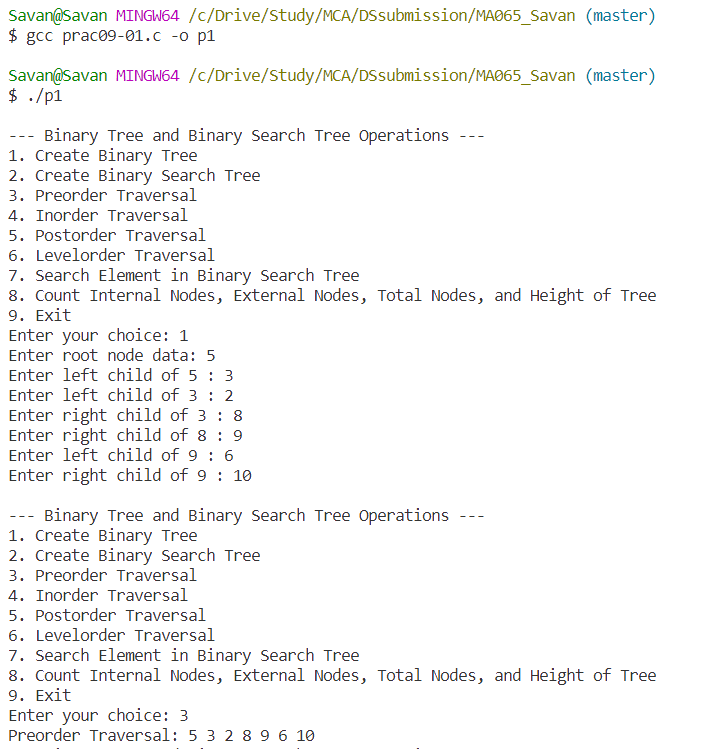 Savan@Savan MINGW64 /c/Drive/Study/MCA/DSsubmission/MA065_Savan (master)
$ gcc prac09-01.c -o p1
Savan@Savan MINGW64 /c/Drive/Study/MCA/DSsubmission/MA065_Savan (master)
$ ./p1
--- Binary Tree and Binary Search Tree Operations ---
1. Create Binary Tree
2. Create Binary Search Tree
3. Preorder Traversal
4. Inorder Traversal
5. Postorder Traversal
6. Levelorder Traversal
7. Search Element in Binary Search Tree
8. Count Internal Nodes, External Nodes, Total Nodes, and Height of Tree
9. Exit
Enter your choice: 1
Enter root node data: 5
Enter left child of 5 : 3
Enter left child of 3 : 2
Enter right child of 3 : 8
Enter right child of 8 : 9
Enter left child of 9 : 6
Enter right child of 9 : 10
--- Binary Tree and Binary Search Tree Operations ---
1. Create Binary Tree
2. Create Binary Search Tree
3. Preorder Traversal
4. Inorder Traversal
5. Postorder Traversal
6. Levelorder Traversal
7. Search Element in Binary Search Tree
8. Count Internal Nodes, External Nodes, Total Nodes, and Height of Tree
9. Exit
Enter your choice: 3
Preorder Traversal: 5 3 2 8 9 6 10